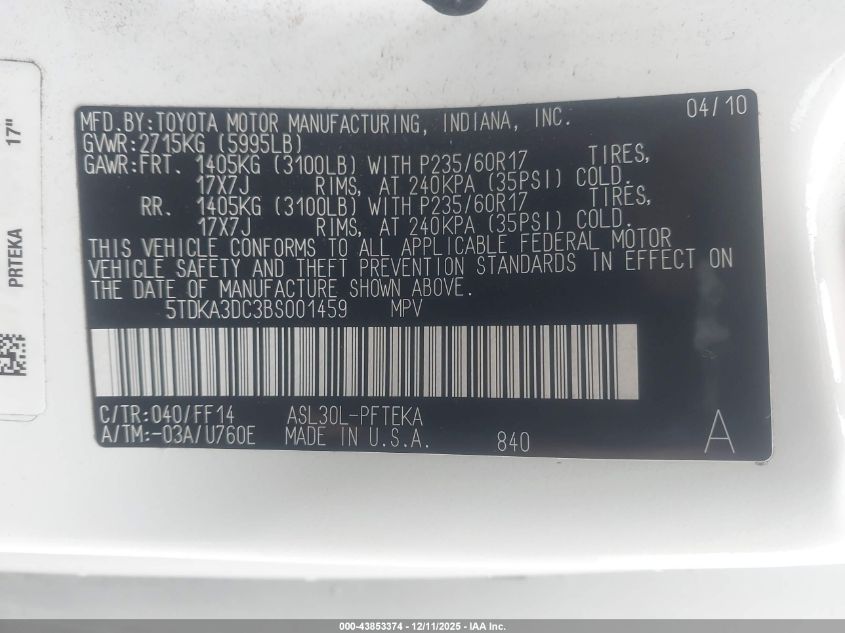 17"
PRTEKA
MFD.BY:TOYOTA MOTOR MANUFACTURING, INDIANA, INC. 04/10
GVWR:2715KG (5995LB)
GAWR:FRT. 1405KG (3100LB) WITH P235/60R17 TIRES,
17X7J RIMS, AT 240KPA (35PSI) COLD.
RR. 1405KG (3100LB) WITH P235/60R17 TIRES,
17X7J RIMS, AT 240KPA (35PSI) COLD.
THIS VEHICLE CONFORMS TO ALL APPLICABLE FEDERAL MOTOR
VEHICLE SAFETY AND THEFT PREVENTION STANDARDS IN EFFECT ON
THE DATE OF MANUFACTURE SHOWN ABOVE.
5TDKA3DC3BS001459 MPV
C/TR:040/FF14 ASL30L-PFTEKA
A/TM:-03A/U760E MADE IN U.S.A. 840 A
000-43853374 - 12/11/2025 - IAA Inc.